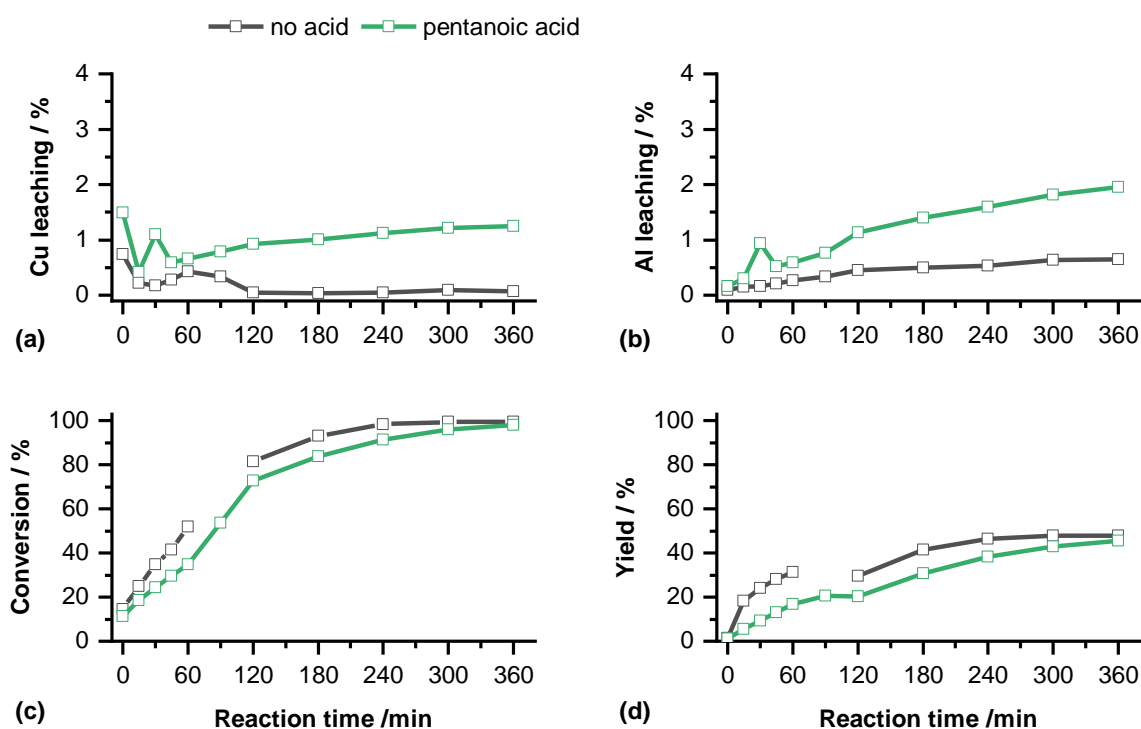 no acid pentanoic acid
Cu leaching / %
4
3
2
1
0
0 60 120 180 240 300 360
(a)
Al leaching / %
4
3
2
1
0
0 60 120 180 240 300 360
(b)
Conversion / %
100
80
60
40
20
0
0 60 120 180 240 300 360
(c)
Reaction time /min
Yield / %
100
80
60
40
20
0
0 60 120 180 240 300 360
(d)
Reaction time /min